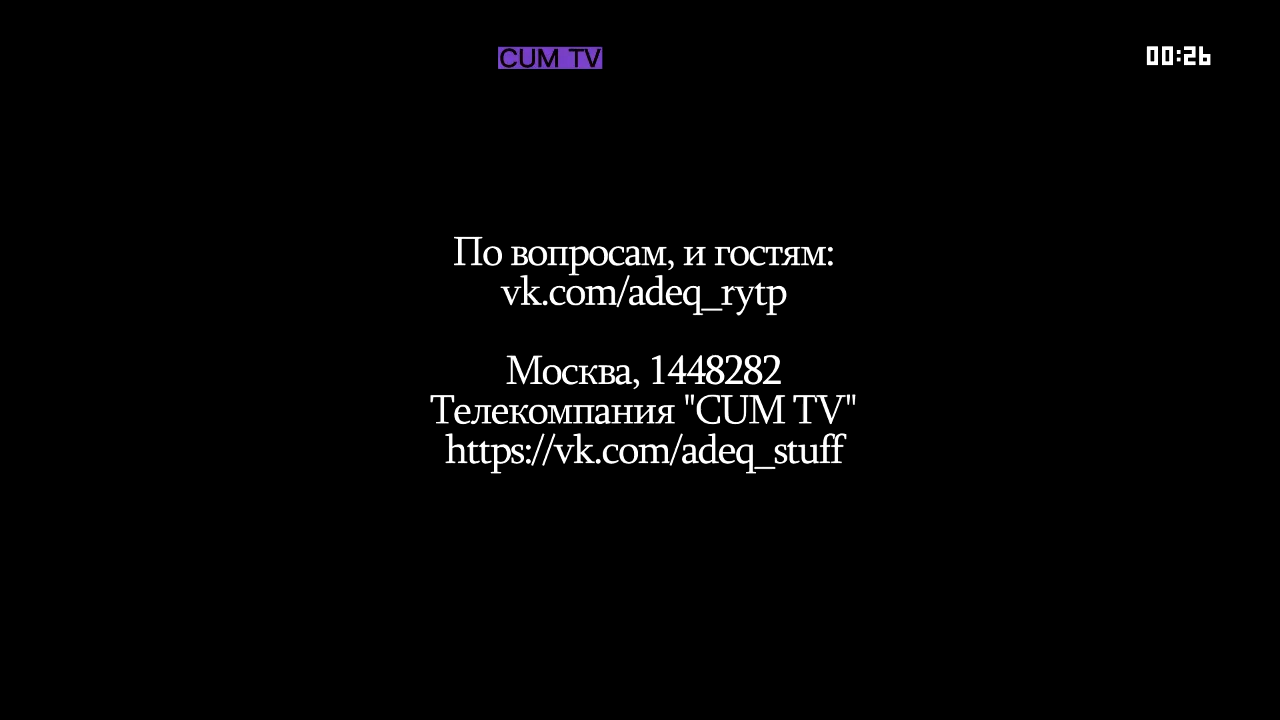 CUM TV
00:26
По вопросам, и гостям:
vk.com/adeq_rytp
Москва, 1448282
Телекомпания "CUM TV"
https://vk.com/adeq_stuff